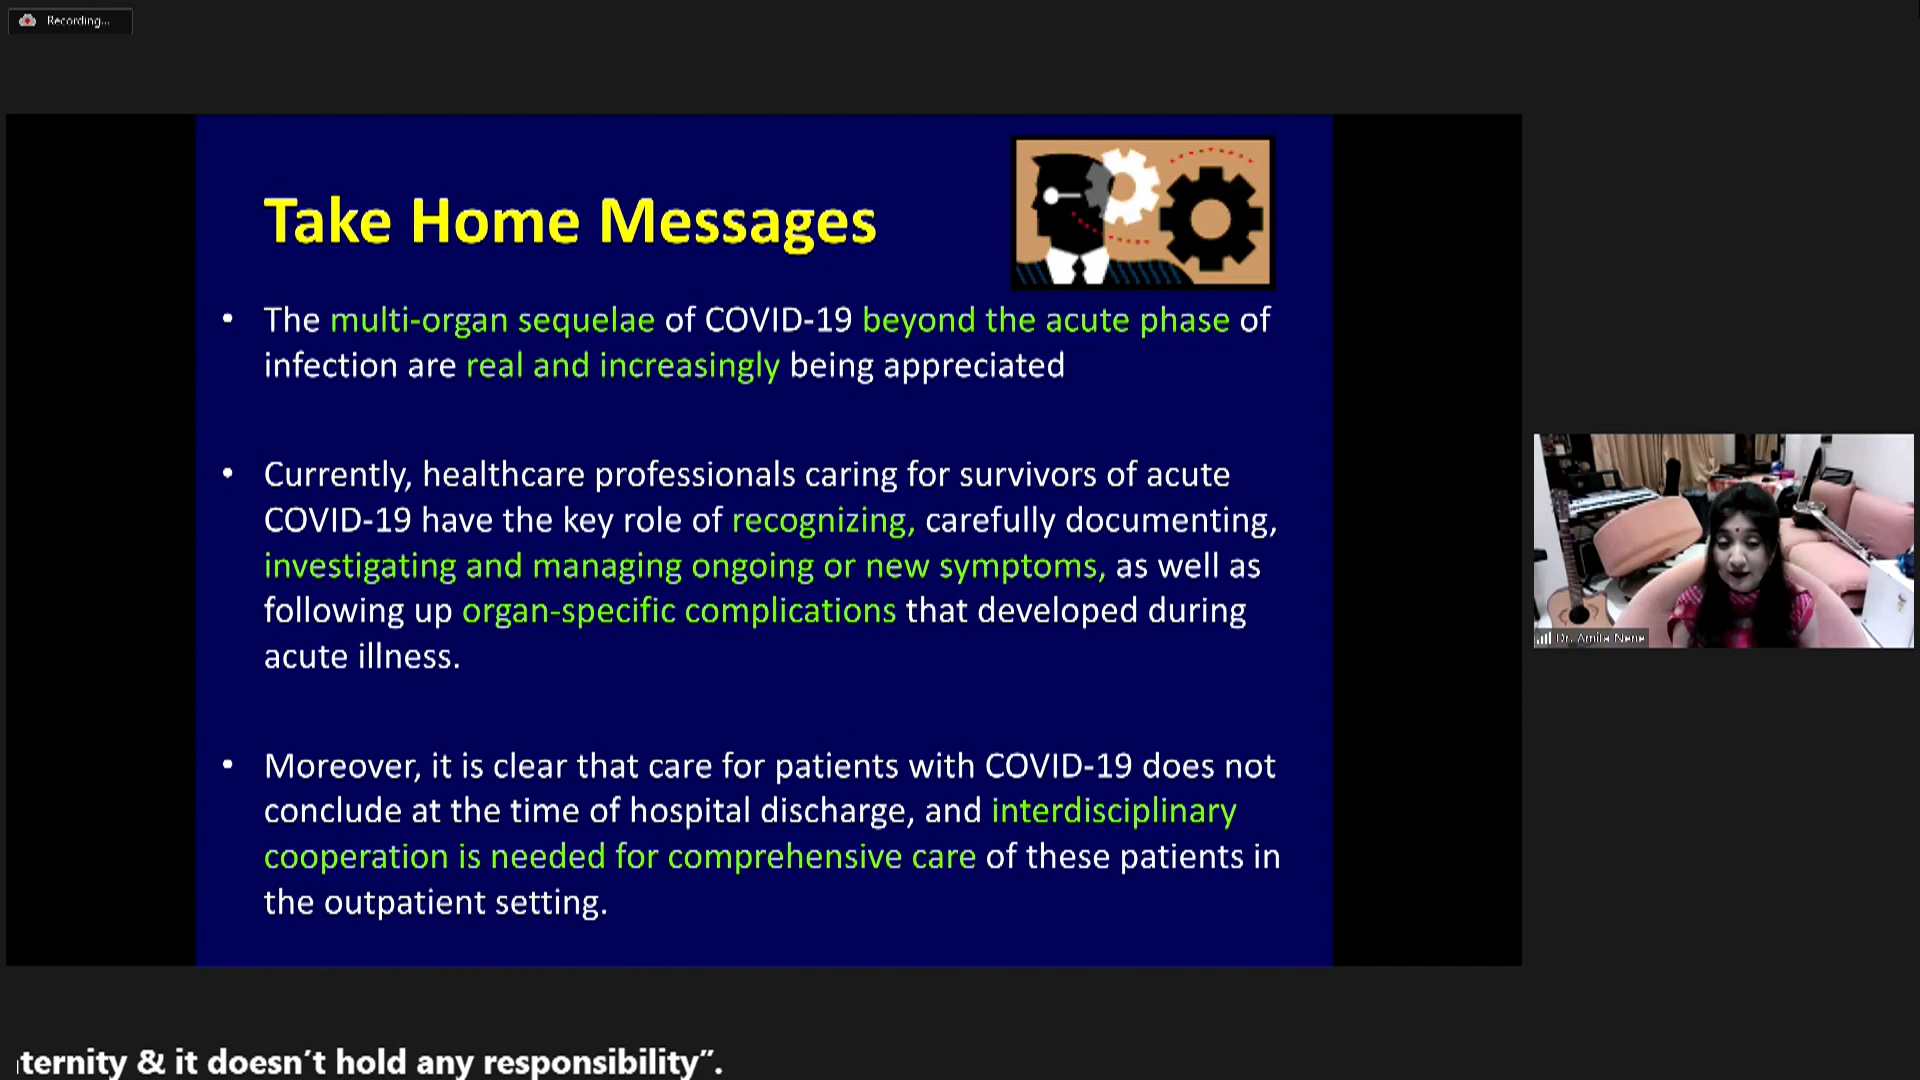 Recording...
Take Home Messages
• The multi-organ sequelae of COVID-19 beyond the acute phase of
infection are real and increasingly being appreciated
• Currently, healthcare professionals caring for survivors of acute
COVID-19 have the key role of recognizing, carefully documenting,
investigating and managing ongoing or new symptoms, as well as
following up organ-specific complications that developed during
acute illness.
• Moreover, it is clear that care for patients with COVID-19 does not
conclude at the time of hospital discharge, and interdisciplinary
cooperation is needed for comprehensive care of these patients in
the outpatient setting.
Dr. Amita Nene
ternity & it doesn't hold any responsibility”.